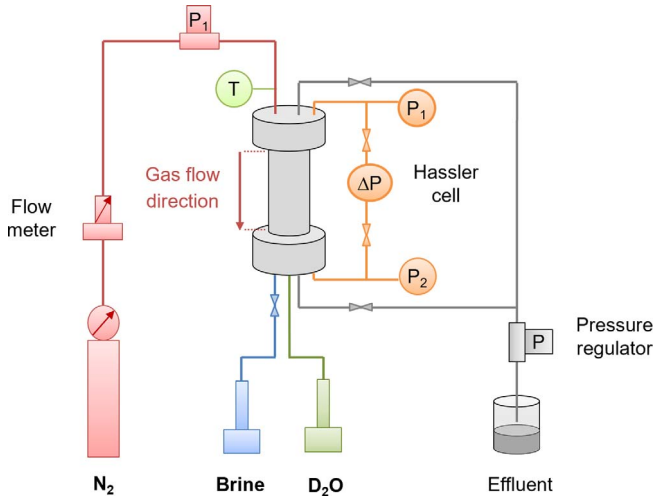 P1
T
P1
Gas flow
direction
ΔP
Hassler
cell
Flow
meter
P2
Pressure
regulator
P
N2
Brine
D2O
Effluent